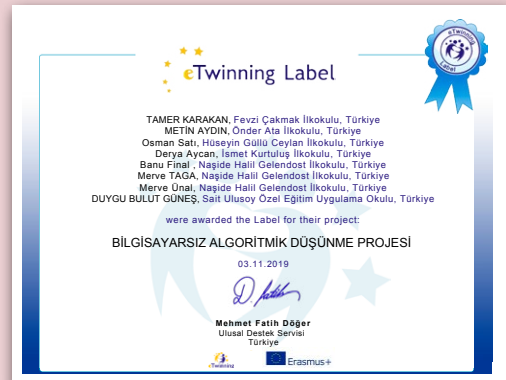 eTwinning Label
eTwinning
Label
TAMER KARAKAN, Fevzi Çakmak İlkokulu, Türkiye
METİN AYDIN, Önder Ata İlkokulu, Türkiye
Osman Satı, Hüseyin Güllü Ceylan İlkokulu, Türkiye
Derya Aycan, İsmet Kurtuluş İlkokulu, Türkiye
Banu Final , Naşide Halil Gelendost İlkokulu, Türkiye
Merve TAGA, Naşide Halil Gelendost İlkokulu, Türkiye
Merve Ünal, Naşide Halil Gelendost İlkokulu, Türkiye
DUYGU BULUT GÜNEŞ, Sait Ulusoy Özel Eğitim Uygulama Okulu, Türkiye
were awarded the Label for their project:
BİLGİSAYARSIZ ALGORİTMİK DÜŞÜNME PROJESİ
03.11.2019
D. fatih
Mehmet Fatih Döğer
Ulusal Destek Servisi
Türkiye
eTwinning
Erasmus+